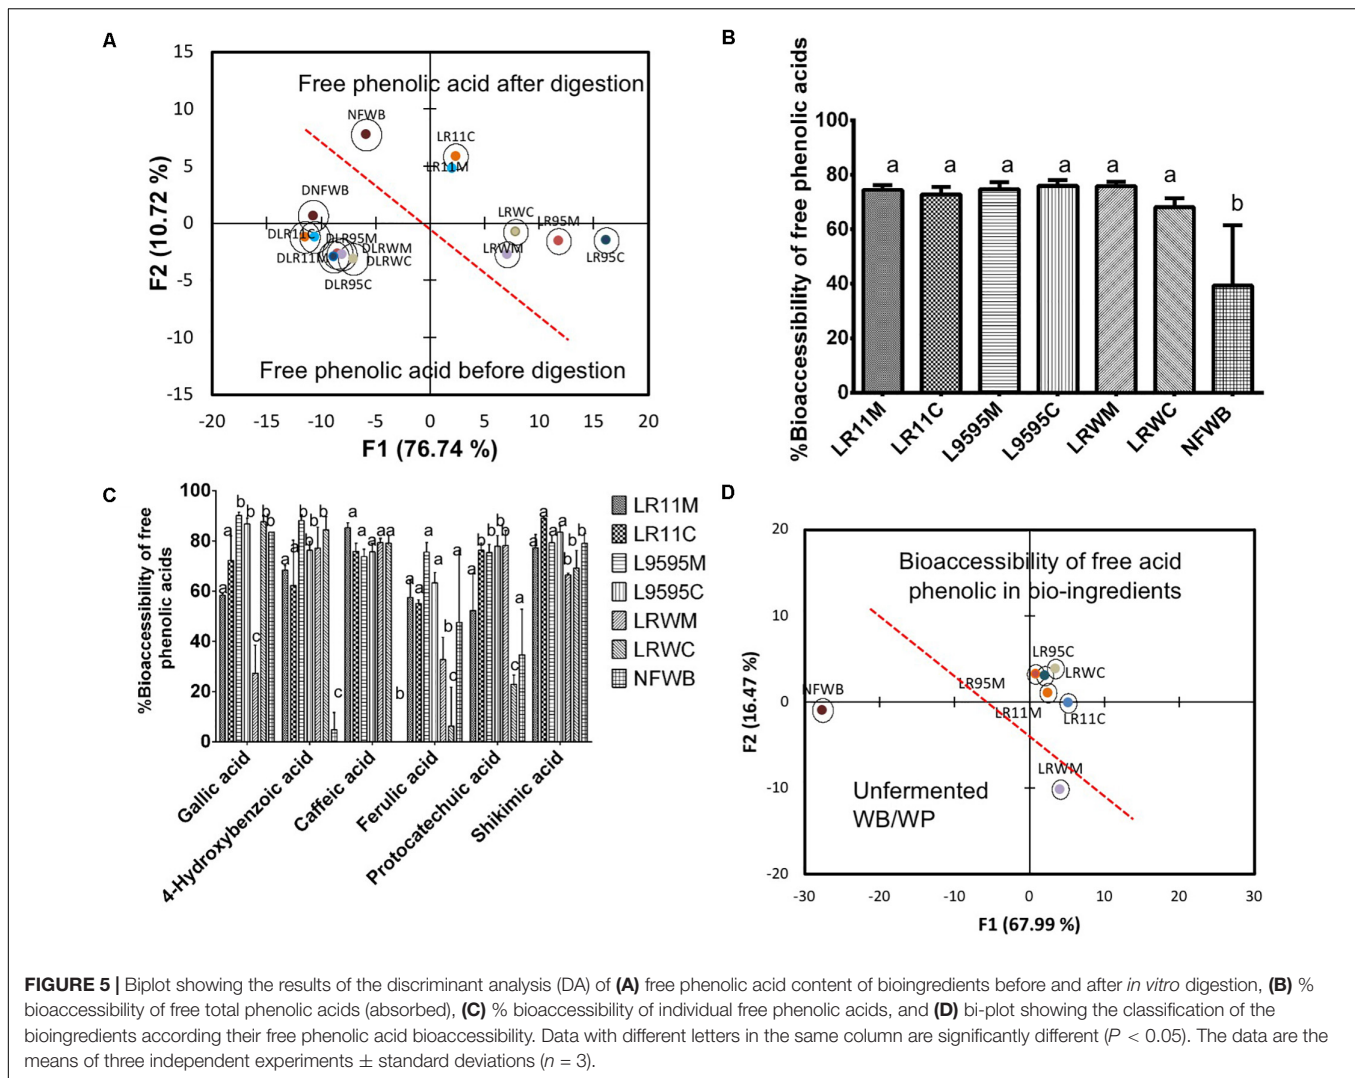 A
15
Free phenolic acid after digestion
10
NFWB
LR11C
LR11M
5
DNFWB
LRWC
LR95M
0
DLR11C
DLR95M
DLRWM
LRWM
DLR11M
DLRWC
LR95C
-5
DLR95C
-10
Free phenolic acid before digestion
-15
-20 -15 -10 -5 0 5 10 15 20
F1 (76.74 %)
F2 (10.72 %)
B
%Bioaccessibility of free phenolic acids
100
80
60
40
20
0
a a a a a a b
LR11M LR11C L9595M L9595C LRWM LRWC NFWB
C
%Bioaccessibility of free
phenolic acids
100
80
60
40
20
0
a a b b c b b
a a b b b b c
a a a a a a b
a a a a b c a
a b b b b c a
a a a a b b a
Gallic acid
4-Hydroxybenzoic acid
Caffeic acid
Ferulic acid
Protocatechuic acid
Shikimic acid
LR11M
LR11C
L9595M
L9595C
LRWM
LRWC
NFWB
D
20
Bioaccessibility of free acid
phenolic in bio-ingredients
10
LR95C
LRWC
LR95M
NFWB
0
LR11M
LR11C
LRWM
-10
Unfermented
WB/WP
-20
-30 -20 -10 0 10 20 30
F1 (67.99 %)
F2 (16.47 %)
FIGURE 5 | Biplot showing the results of the discriminant analysis (DA) of (A) free phenolic acid content of bioingredients before and after in vitro digestion, (B) %
bioaccessibility of free total phenolic acids (absorbed), (C) % bioaccessibility of individual free phenolic acids, and (D) bi-plot showing the classification of the
bioingredients according their free phenolic acid bioaccessibility. Data with different letters in the same column are significantly different (P < 0.05). The data are the
means of three independent experiments ± standard deviations (n = 3).